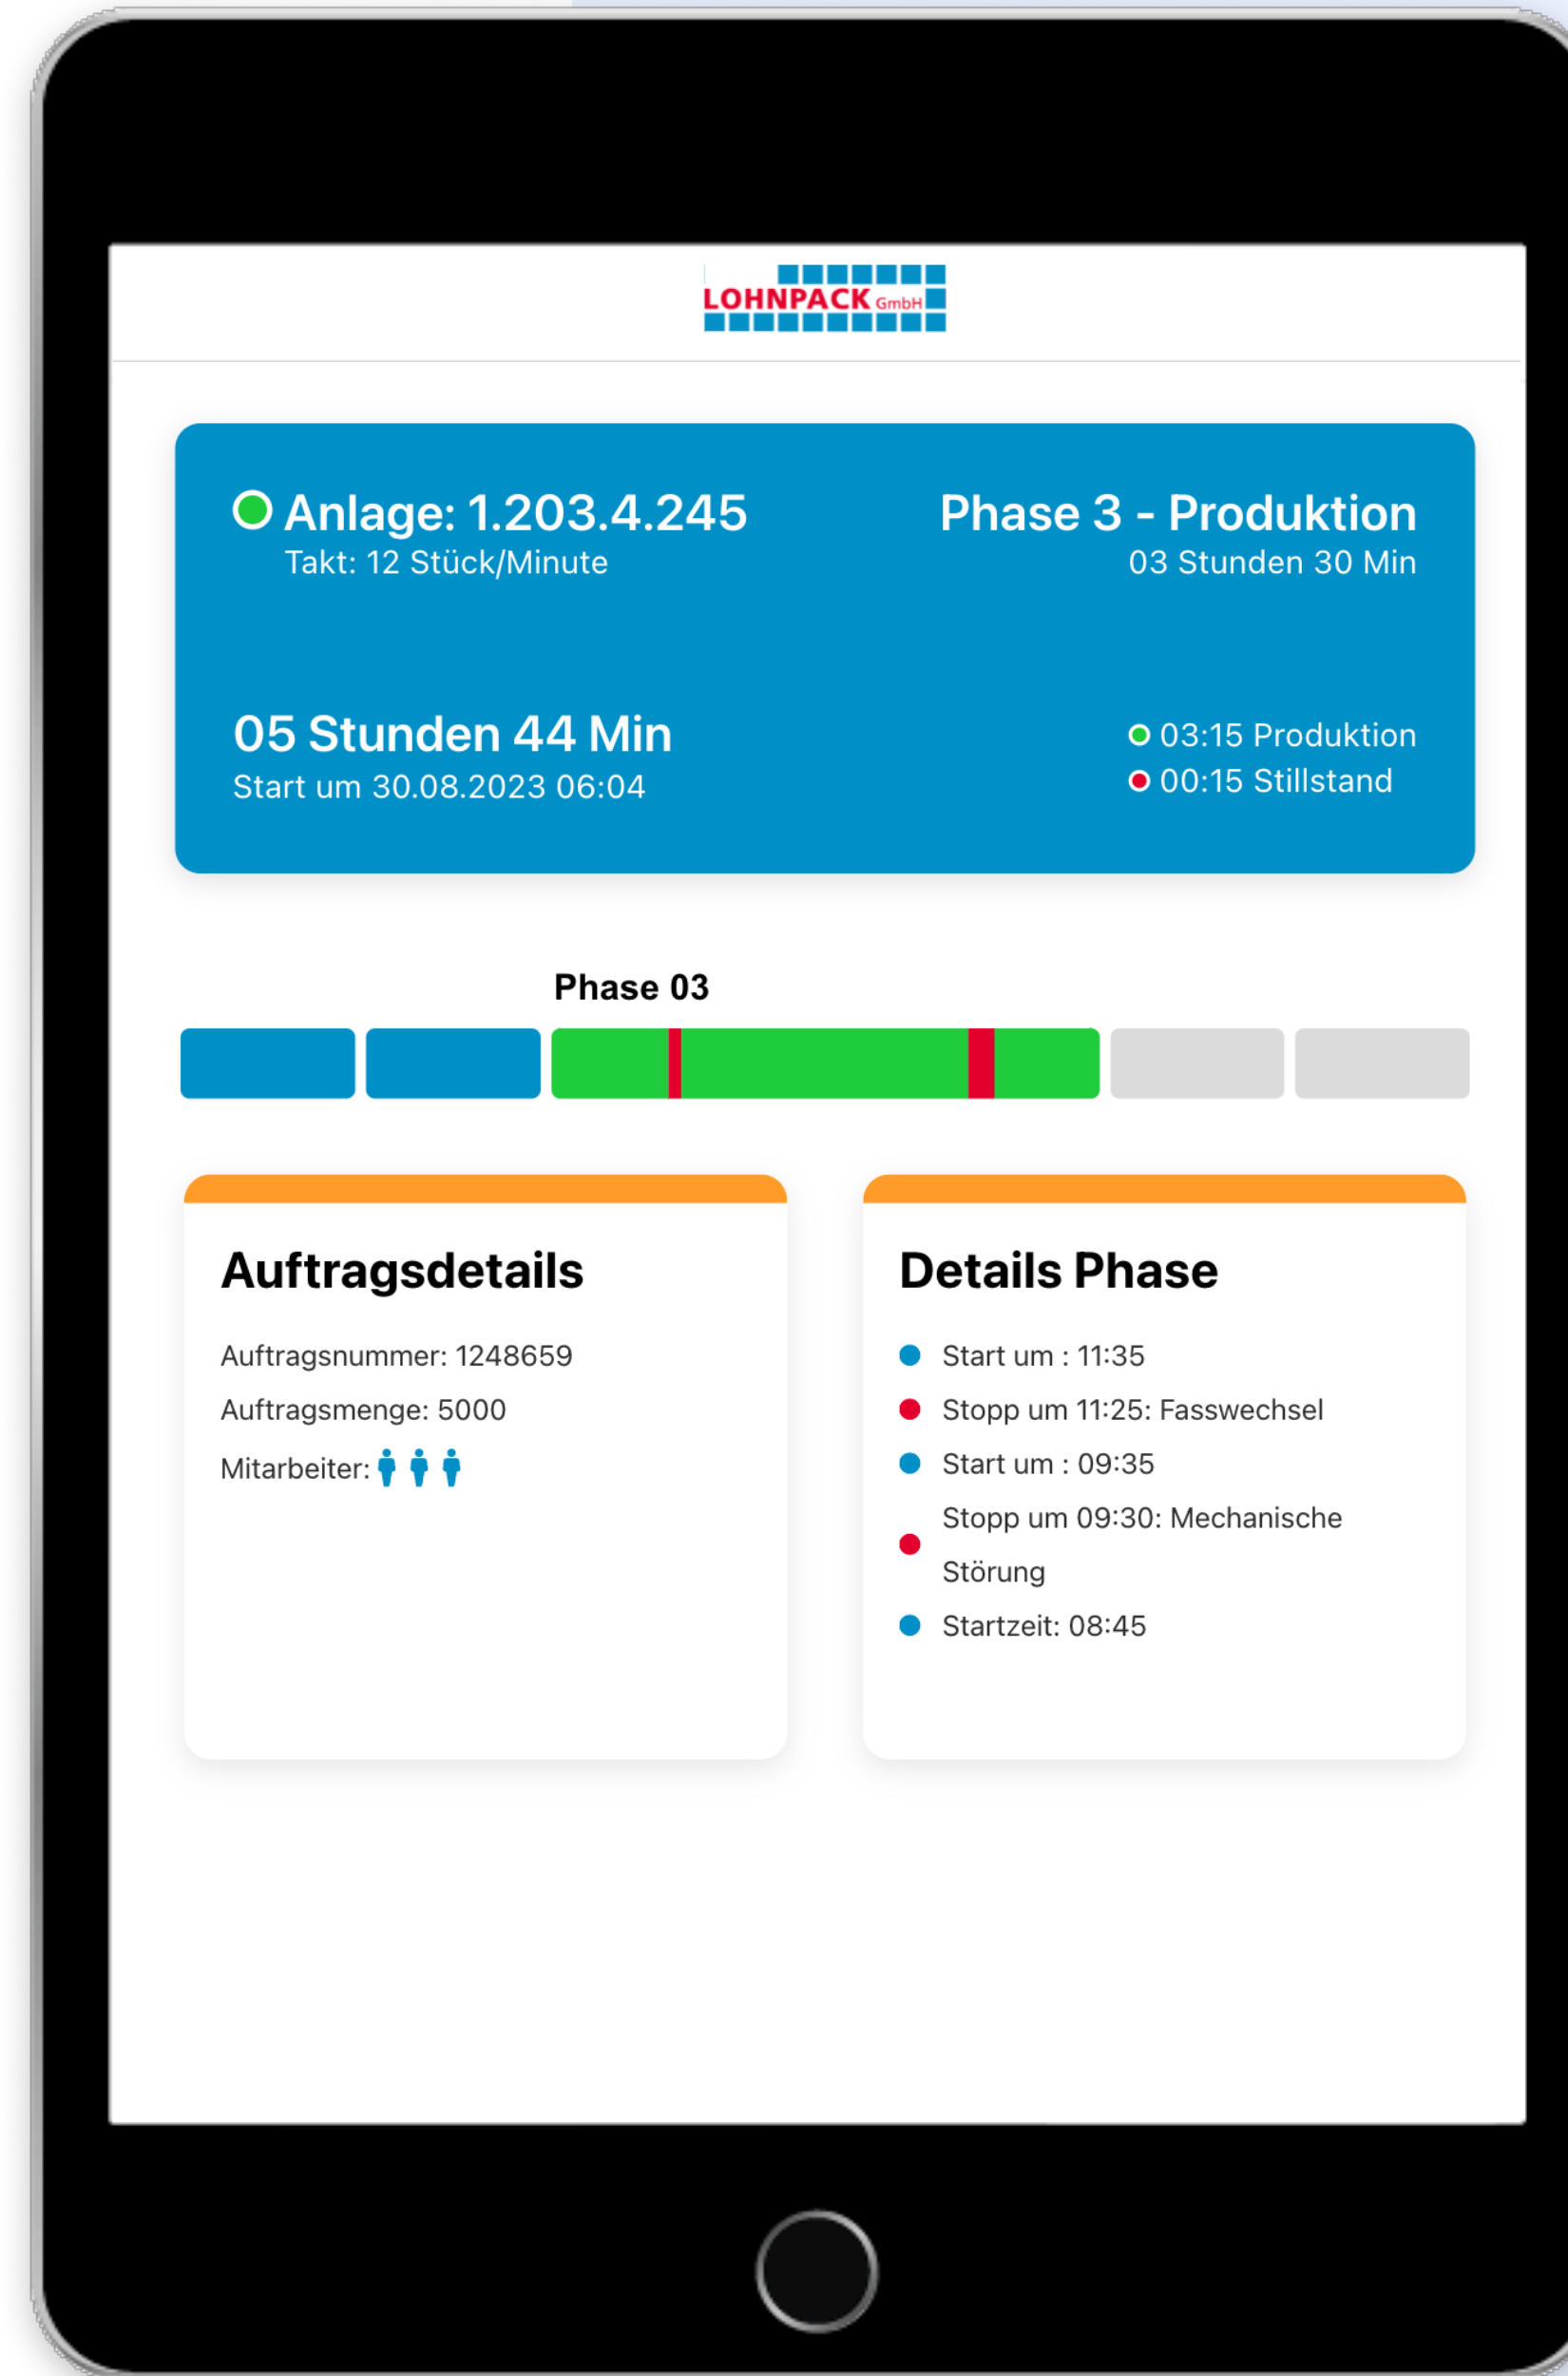 LOHNPACK GmbH
Anlage: 1.203.4.245
Takt: 12 Stück/Minute
Phase 3 - Produktion
03 Stunden 30 Min
05 Stunden 44 Min
Start um 30.08.2023 06:04
03:15 Produktion
00:15 Stillstand
Phase 03
Auftragsdetails
Auftragsnummer: 1248659
Auftragsmenge: 5000
Mitarbeiter:
Details Phase
Start um : 11:35
Stopp um 11:25: Fasswechsel
Start um : 09:35
Stopp um 09:30: Mechanische
Störung
Startzeit: 08:45